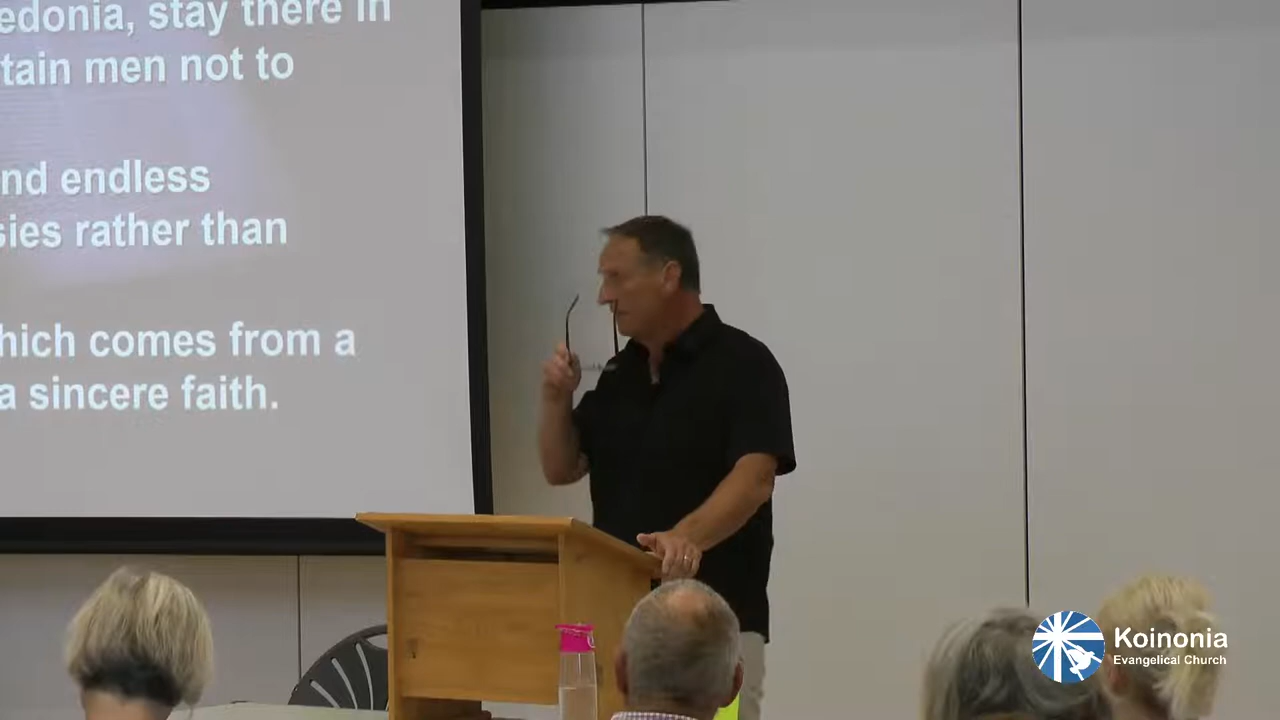 edonia, stay there in
tain men not to
nd endless
sies rather than
hich comes from a
a sincere faith.
Koinonia
Evangelical Church